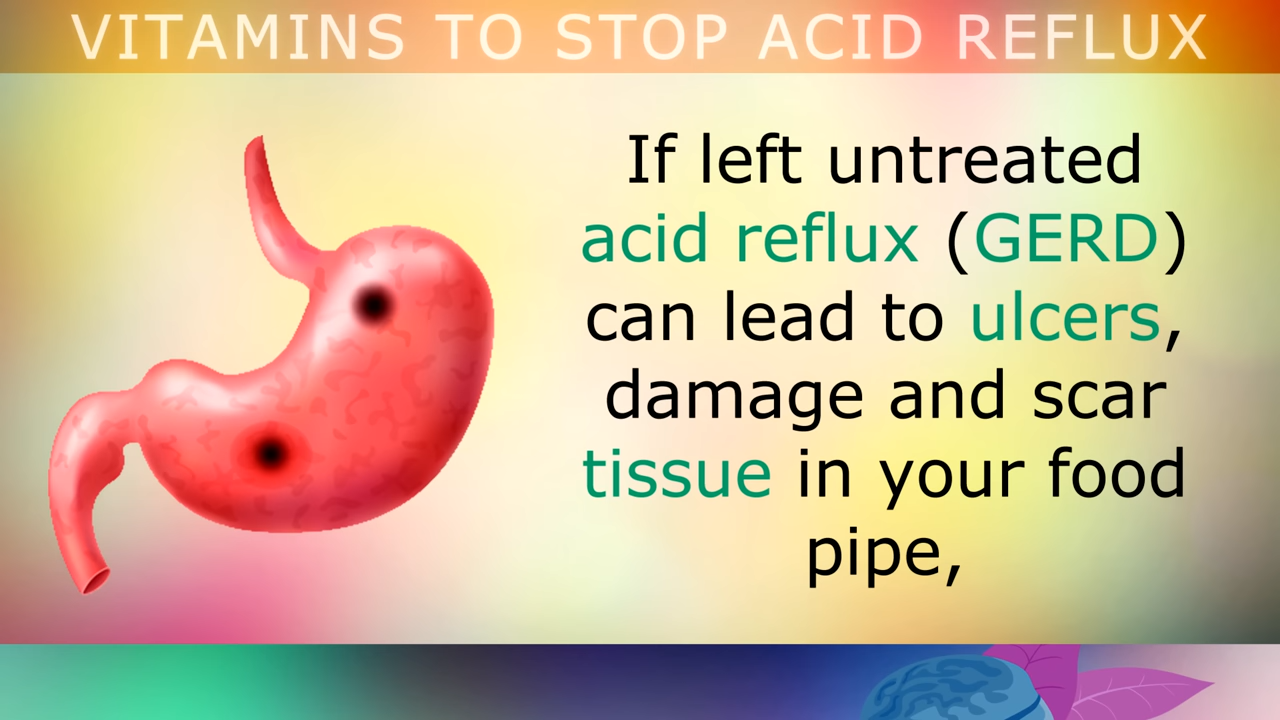 VITAMINS TO STOP ACID REFLUX
If left untreated
acid reflux (GERD)
can lead to ulcers,
damage and scar
tissue in your food
pipe,